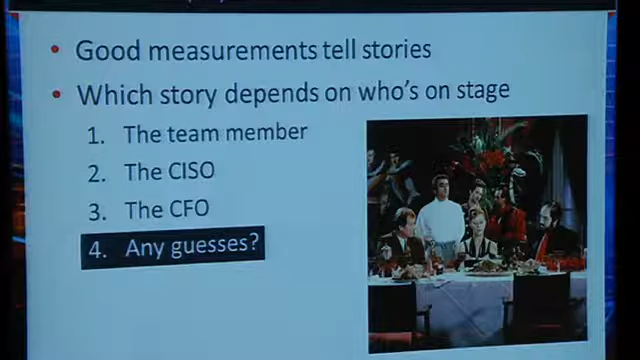 • Good measurements tell stories
• Which story depends on who's on stage
1. The team member
2. The CISO
3. The CFO
4. Any guesses?